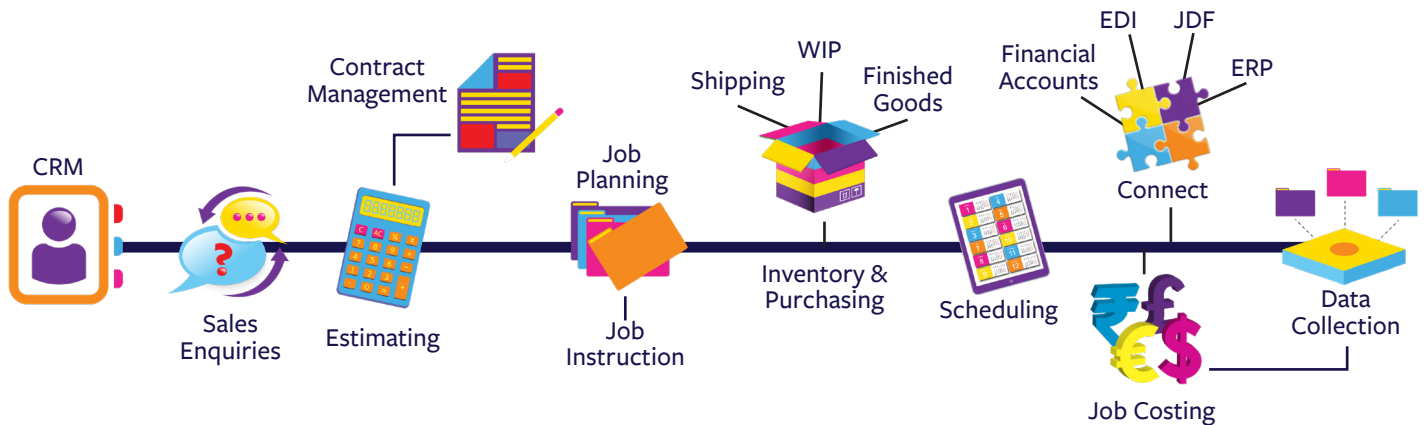 CRM
Sales
Enquiries
Contract
Management
Estimating
Job
Planning
Job
Instruction
Shipping
WIP
Finished
Goods
Inventory &
Purchasing
Scheduling
Financial
Accounts
EDI
JDF
ERP
Connect
Job Costing
Data
Collection